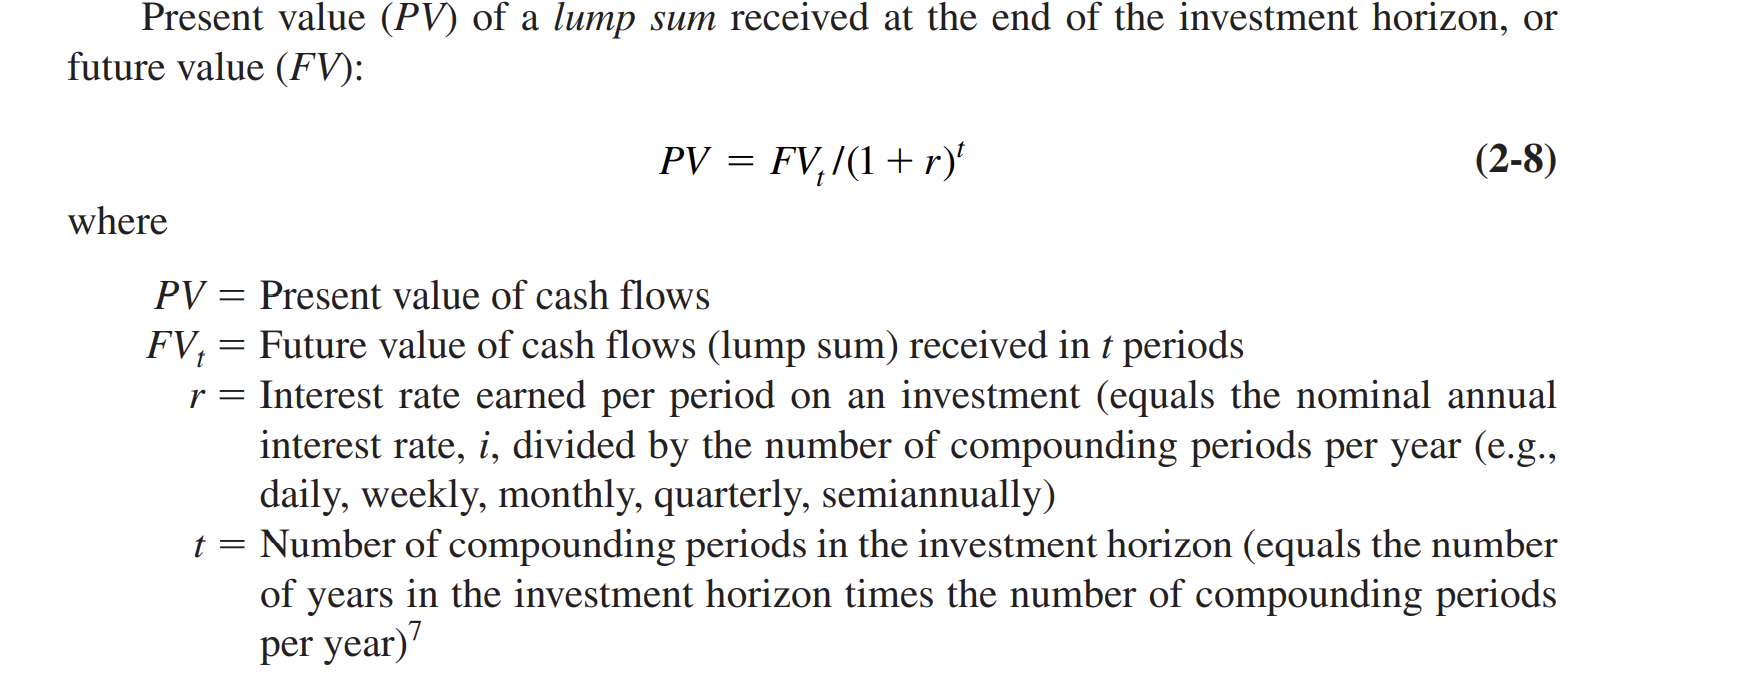 Present value (PV) of a lump sum received at the end of the investment horizon, or
future value (FV):
PV = FVₜ/(1 + r)ᵗ (2-8)
where
PV = Present value of cash flows
FVₜ = Future value of cash flows (lump sum) received in t periods
r = Interest rate earned per period on an investment (equals the nominal annual
interest rate, i, divided by the number of compounding periods per year (e.g.,
daily, weekly, monthly, quarterly, semiannually)
t = Number of compounding periods in the investment horizon (equals the number
of years in the investment horizon times the number of compounding periods
per year)⁷